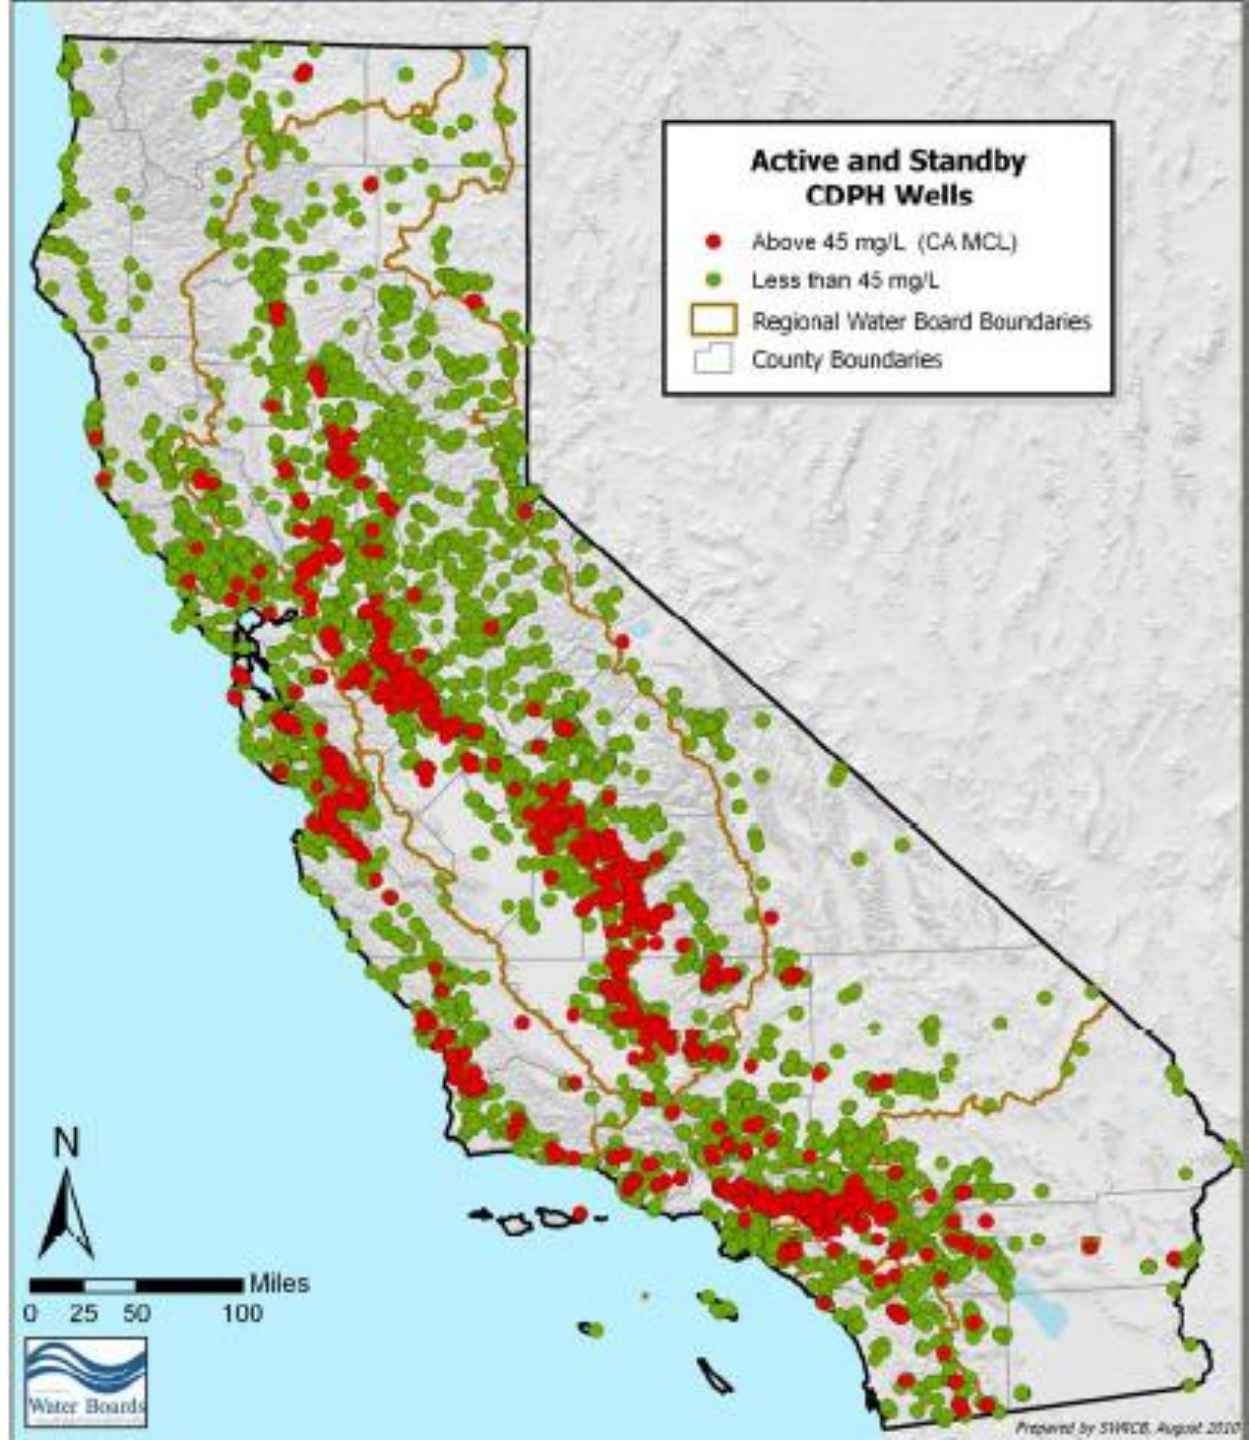 Active and Standby
CDPH Wells
Above 45 mg/L (CA MCL)
Less than 45 mg/L
Regional Water Board Boundaries
County Boundaries
N
Miles
0 25 50 100
Water Boards
Prepared by SWRCB, August 2010